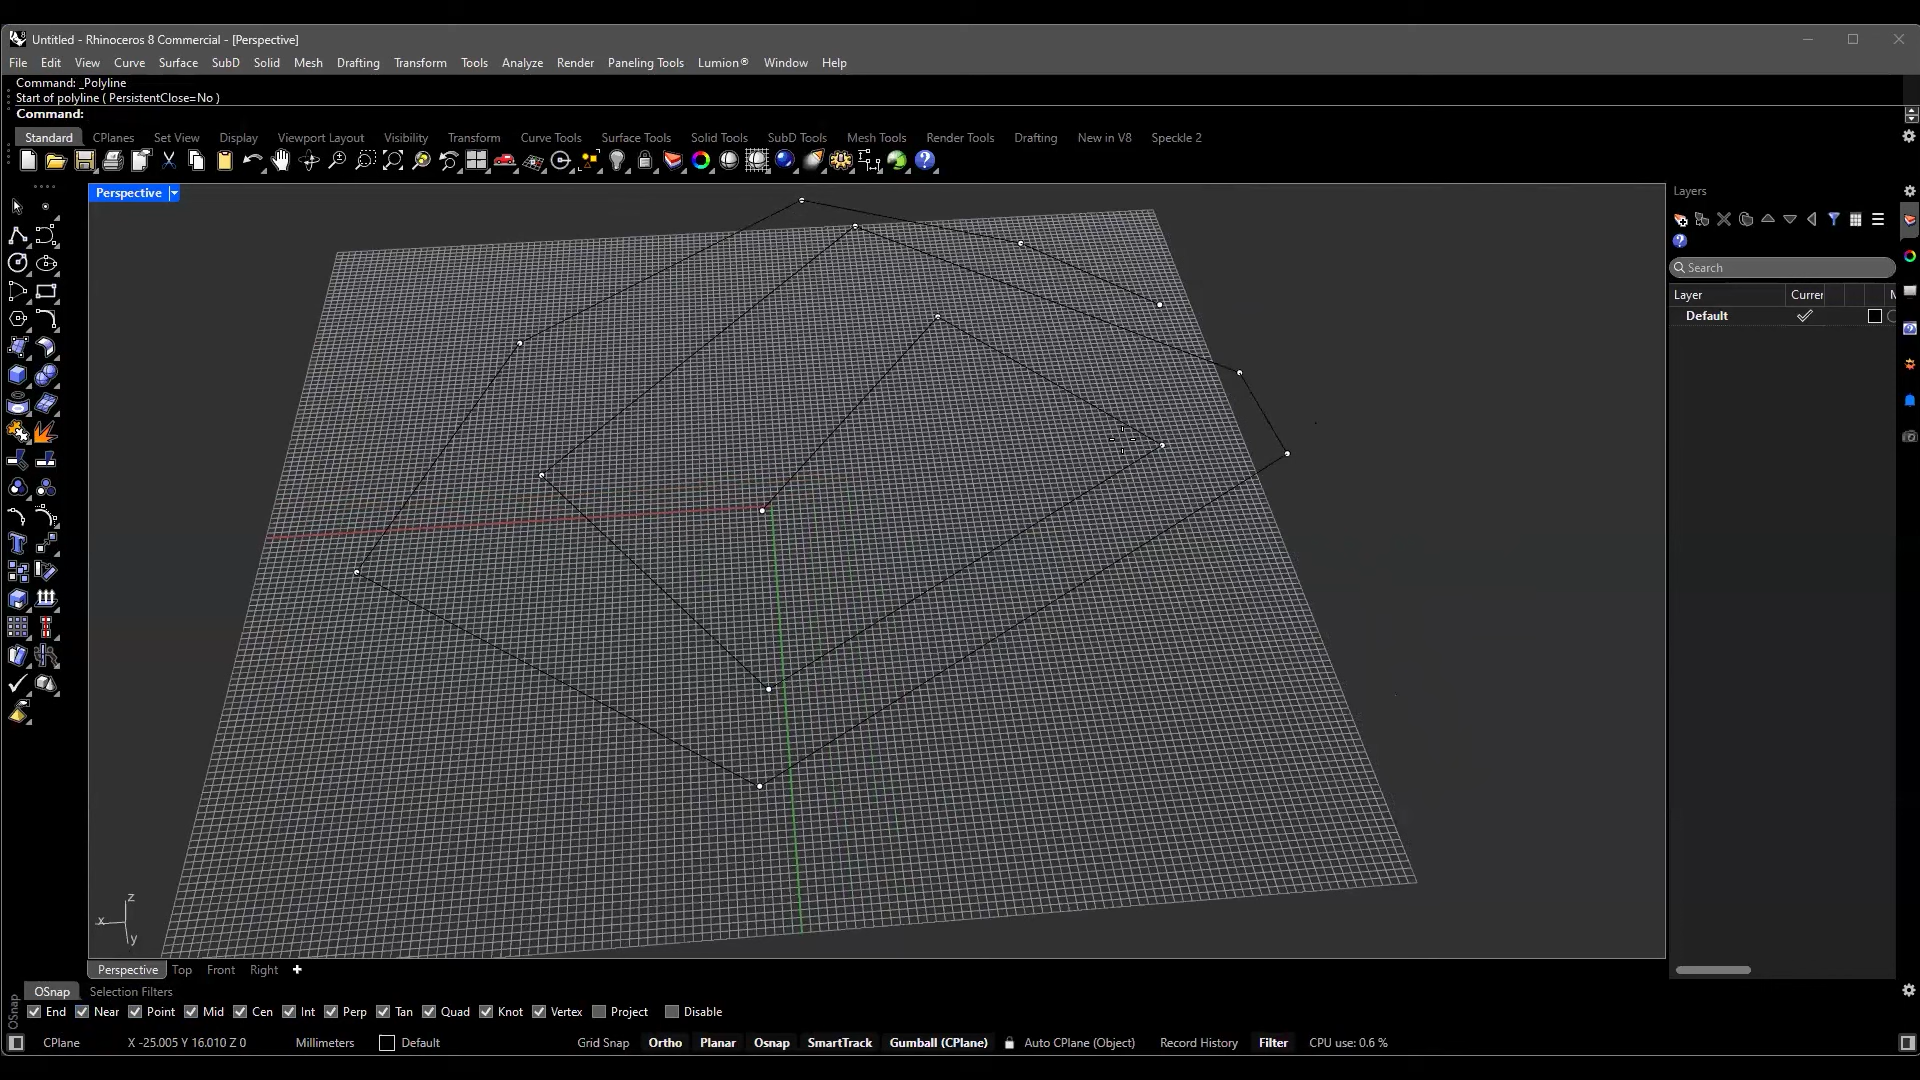 Untitled - Rhinoceros 8 Commercial - [Perspective]
File Edit View Curve Surface SubD Solid Mesh Drafting Transform Tools Analyze Render Paneling Tools Lumion® Window Help
Command: _Polyline
Start of polyline ( PersistentClose=No )
Command:
Standard CPlanes Set View Display Viewport Layout Visibility Transform Curve Tools Surface Tools Solid Tools SubD Tools Mesh Tools Render Tools Drafting New in V8 Speckle 2
Perspective
Layers
Search
Layer Currer M
Default
z
x
y
Perspective Top Front Right
OSnap Selection Filters
OSnap
End Near Point Mid Cen Int Perp Tan Quad Knot Vertex Project Disable
CPlane X -25.005 Y 16.010 Z 0 Millimeters Default Grid Snap Ortho Planar Osnap SmartTrack Gumball (CPlane) Auto CPlane (Object) Record History Filter CPU use: 0.6 %